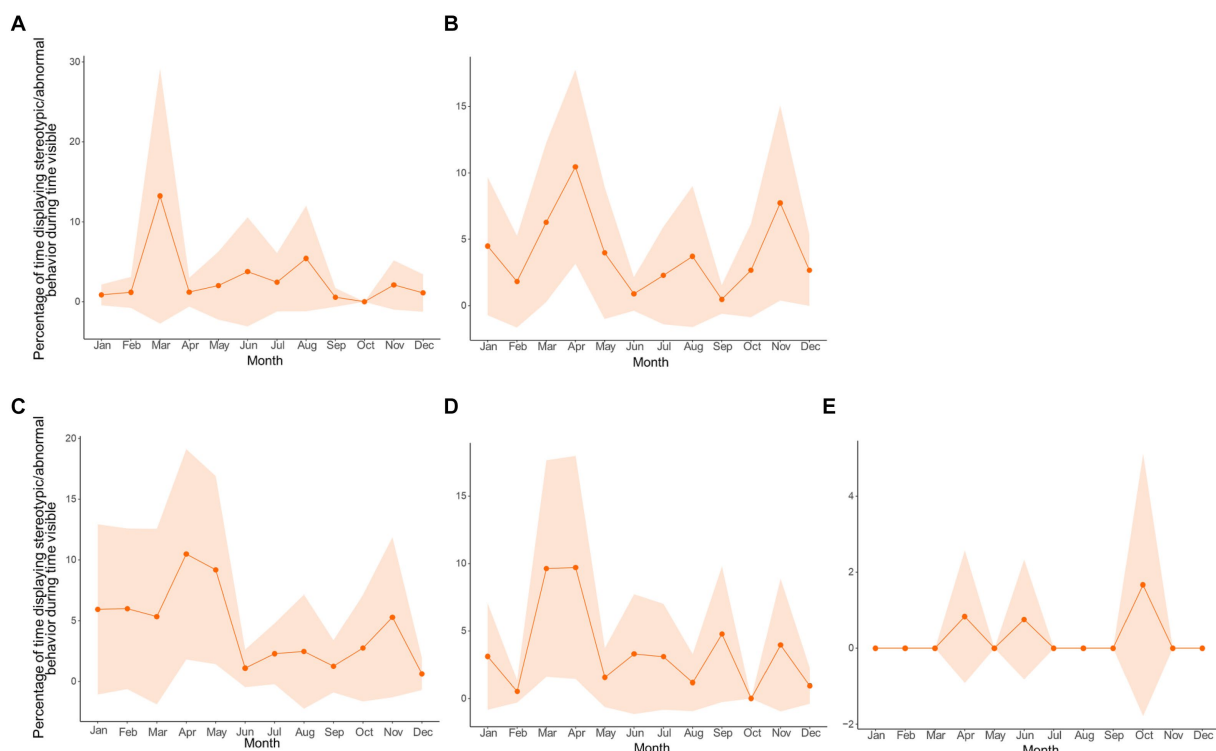 A
B
Percentage of time displaying stereotypic/abnormal
behavior during time visible
30
20
10
0
Jan Feb Mar Apr May Jun Jul Aug Sep Oct Nov Dec
Month
15
10
5
0
Jan Feb Mar Apr May Jun Jul Aug Sep Oct Nov Dec
Month
C
D
E
Percentage of time displaying stereotypic/abnormal
behavior during time visible
20
15
10
5
0
Jan Feb Mar Apr May Jun Jul Aug Sep Oct Nov Dec
Month
15
10
5
0
Jan Feb Mar Apr May Jun Jul Aug Sep Oct Nov Dec
Month
4
2
0
−2
Jan Feb Mar Apr May Jun Jul Aug Sep Oct Nov Dec
Month